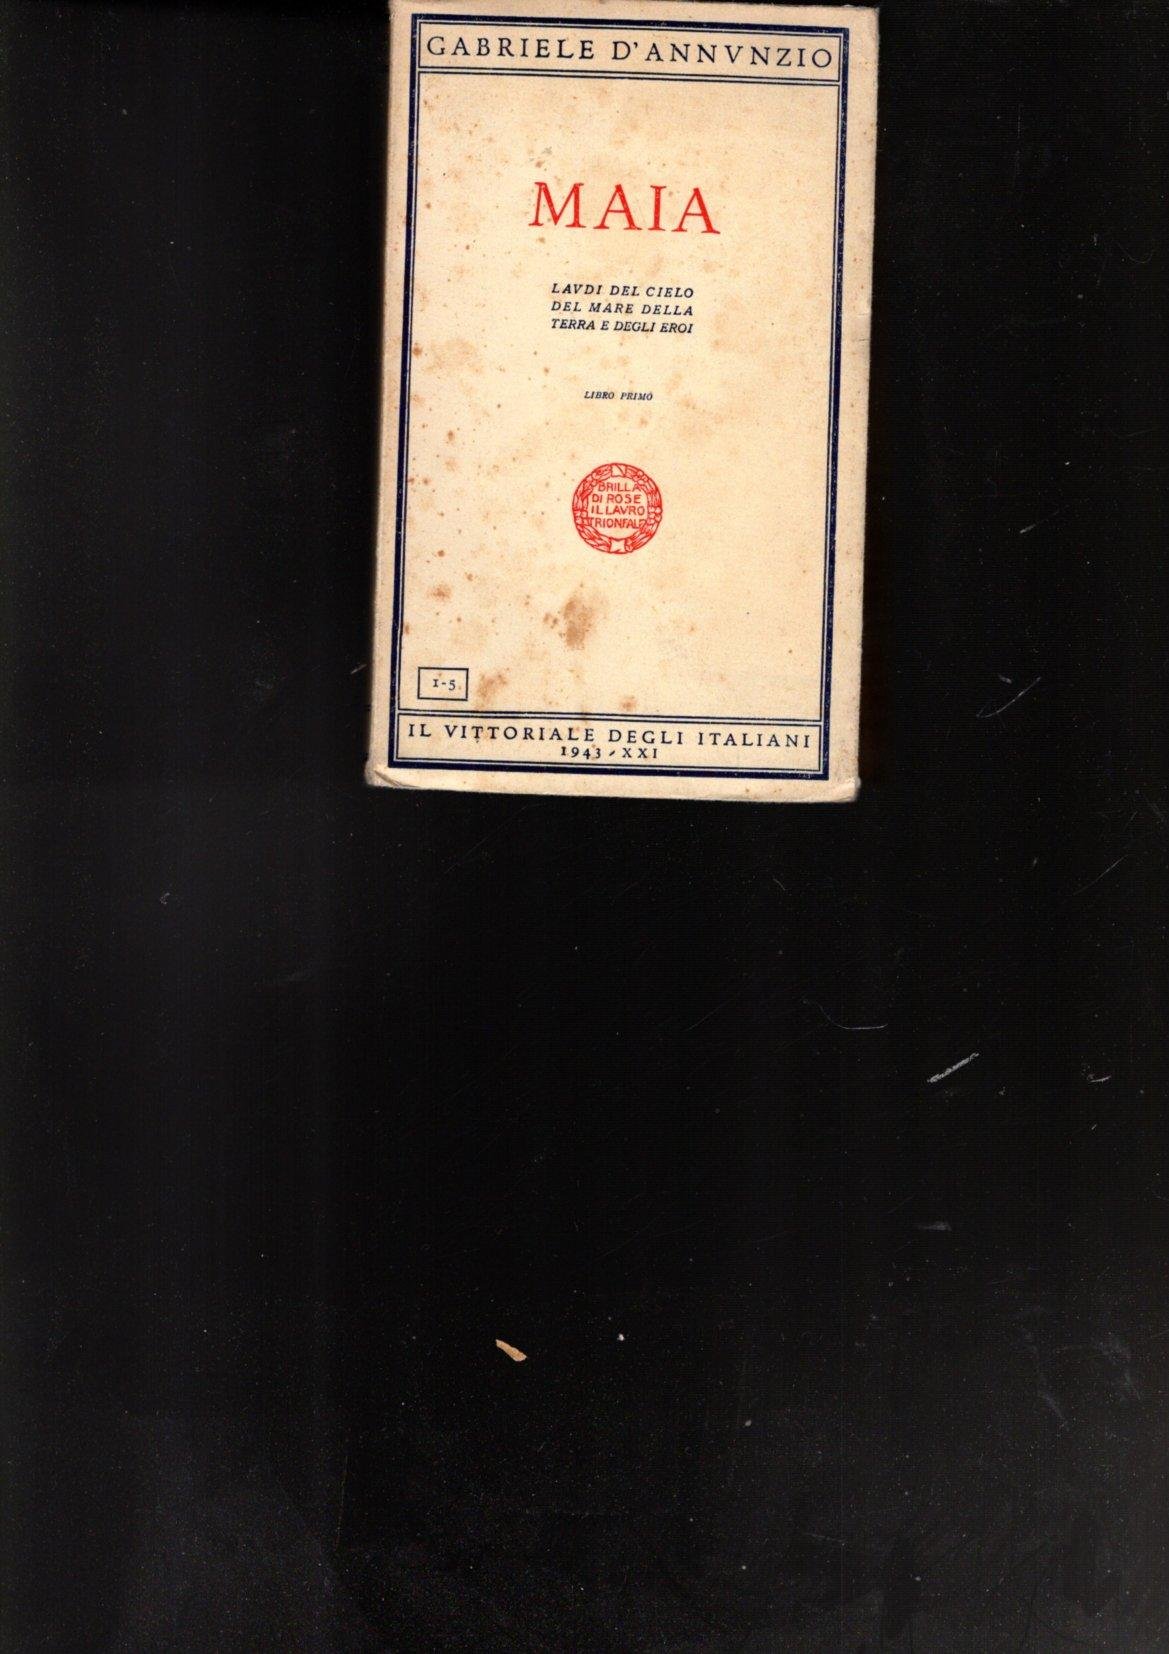 GABRIELE D'ANNVNZIO
MAIA
LAVDI DEL CIELO
DEL MARE DELLA
TERRA E DEGLI EROI
LIBRO PRIMO
BRILLA
DI ROSE
IL LAVRO
TRIONFALE
1-5
IL VITTORIALE DEGLI ITALIANI
1943-XXI